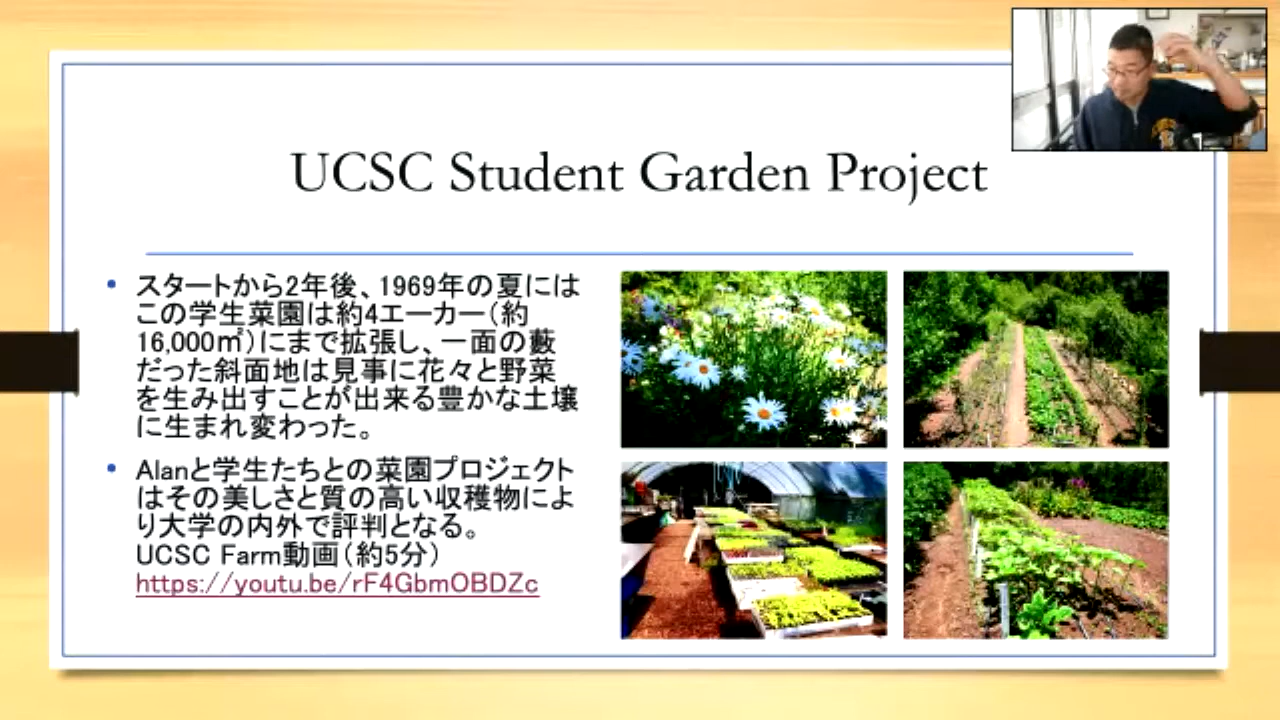 UCSC Student Garden Project
• スタートから2年後、1969年の夏には
この学生菜園は約4エーカー（約
16,000㎡）にまで拡張し、一面の藪
だった斜面地は見事に花々と野菜
を生み出すことが出来る豊かな土壌
に生まれ変わった。
• Alanと学生たちとの菜園プロジェクト
はその美しさと質の高い収穫物によ
り大学の内外で評判となる。
UCSC Farm動画（約5分）
https://youtu.be/rF4GbmOBDZc